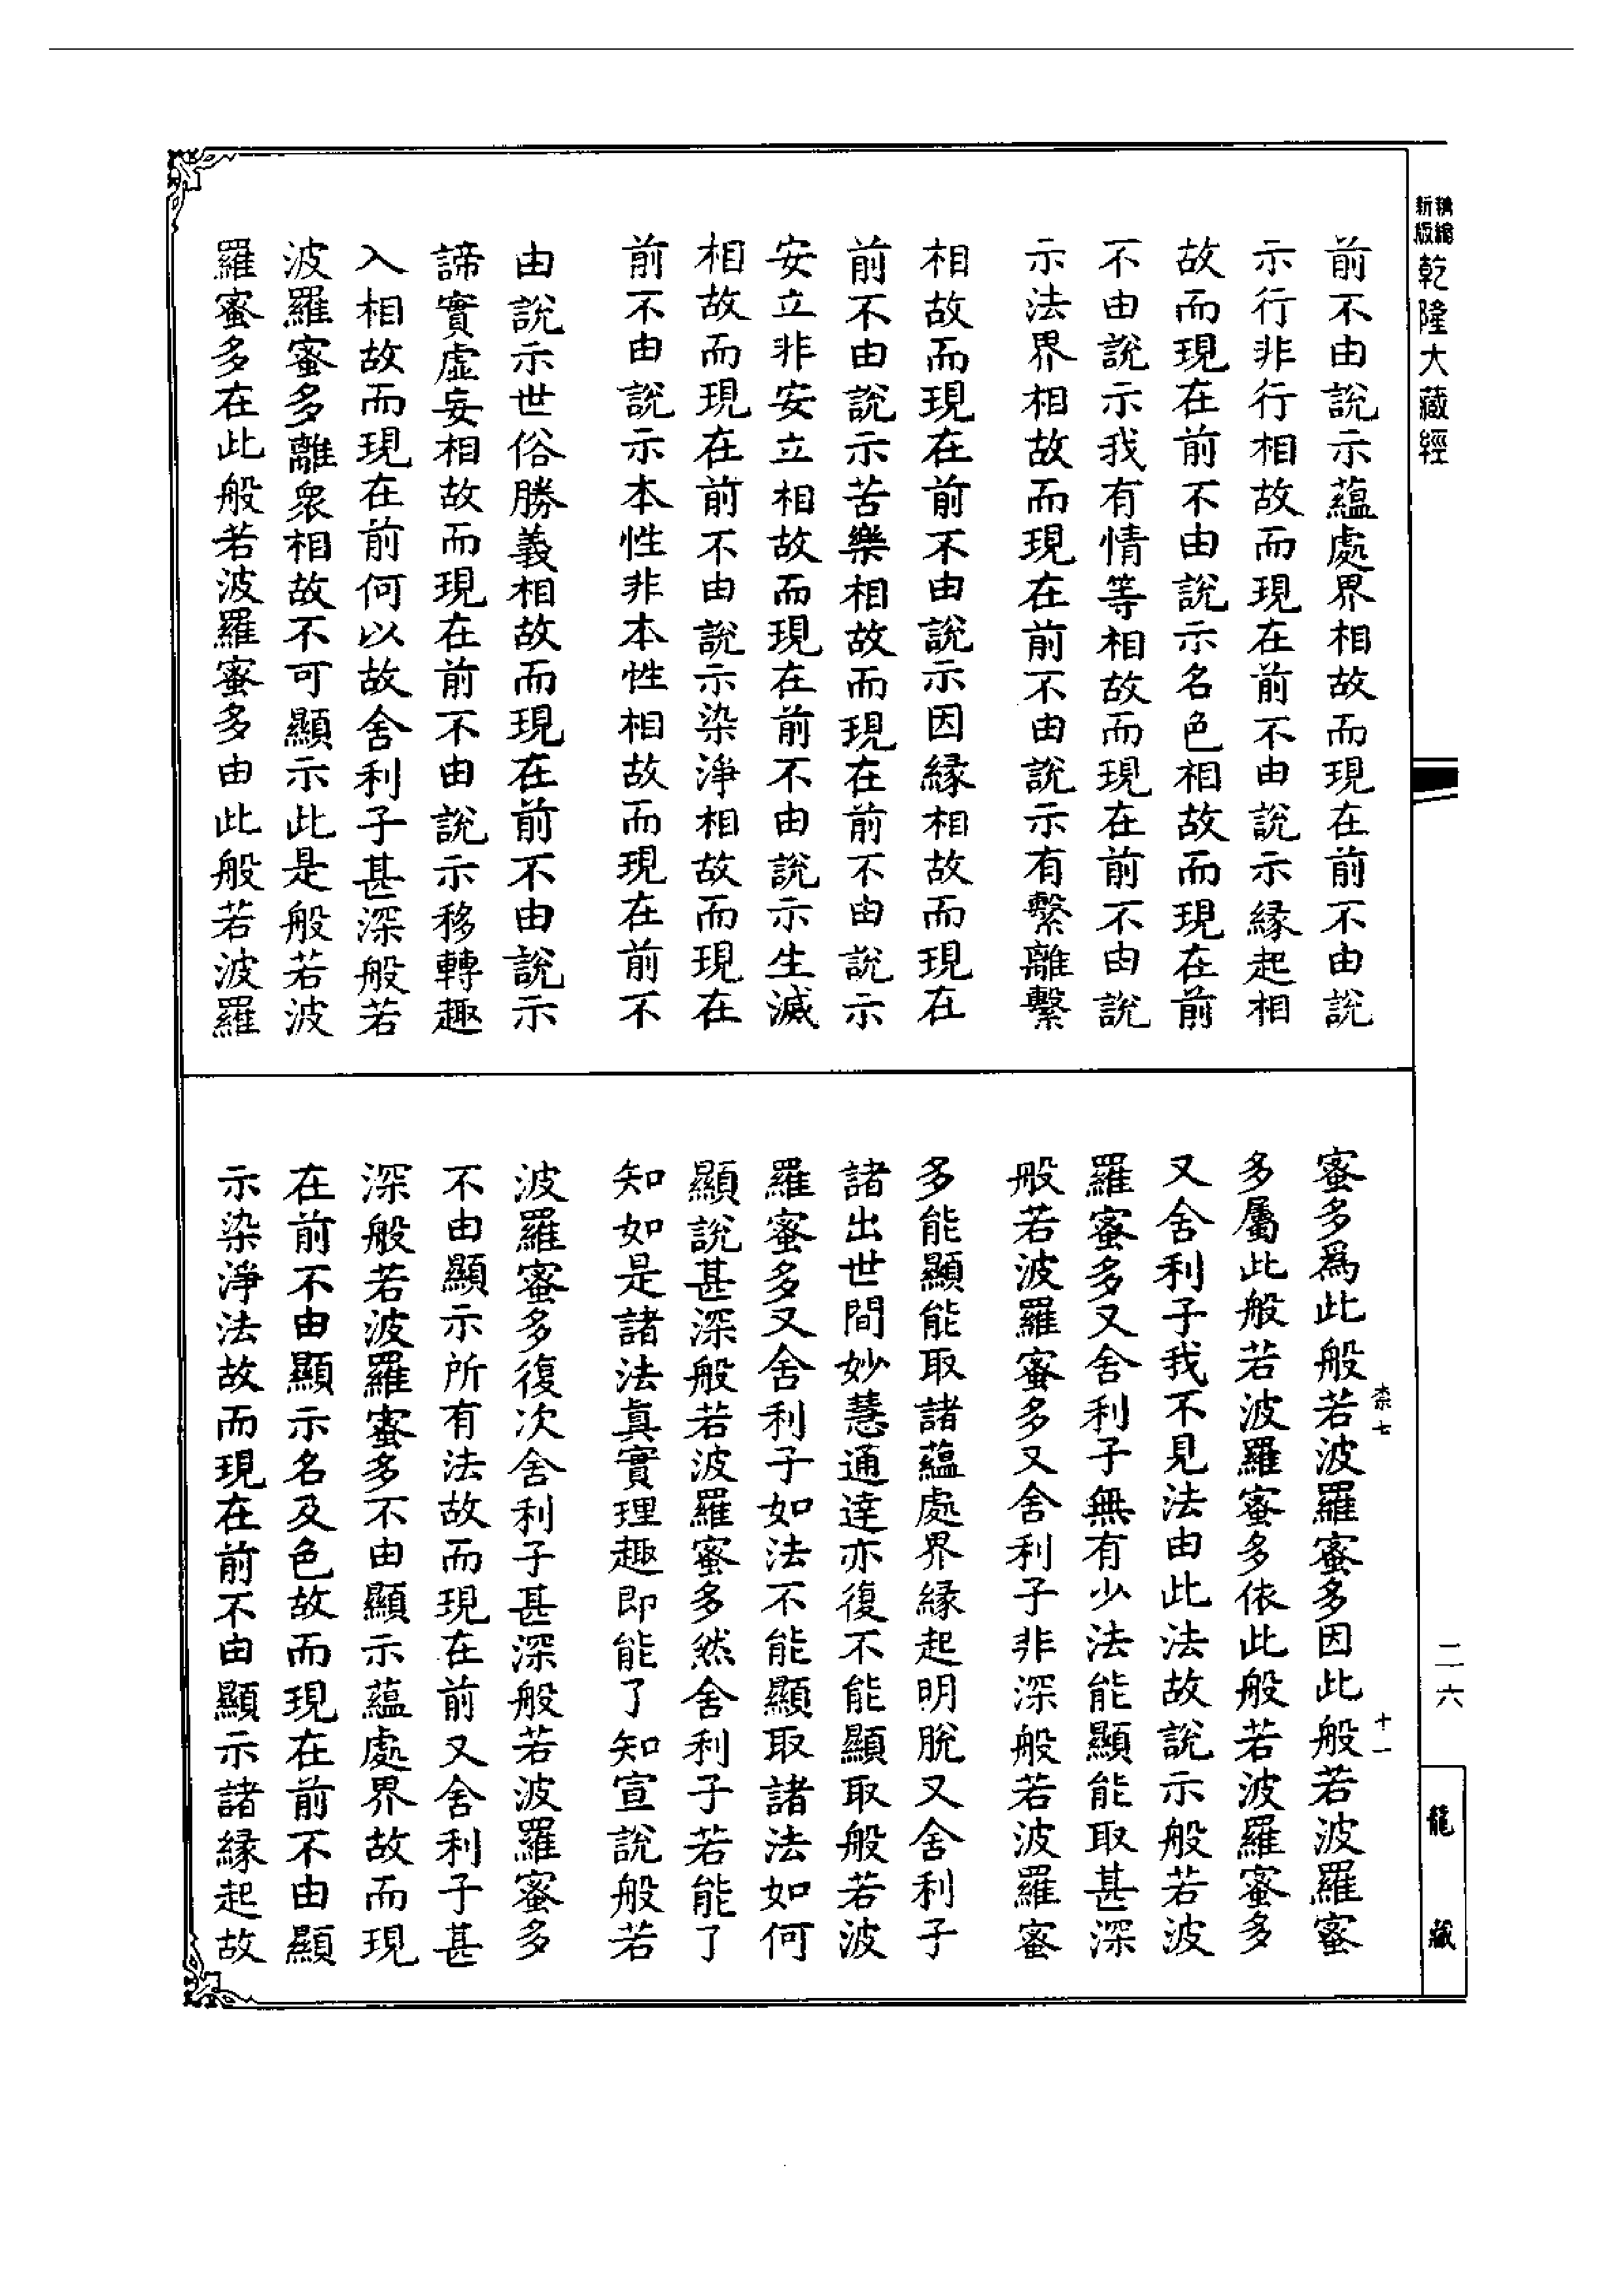 精縮
新版
乾隆大藏經
前不由說示蘊處界相故而現在前不由說
示行非行相故而現在前不由說示緣起相
故而現在前不由說示名色相故而現在前
不由說示我有情等相故而現在前不由說
示法界相故而現在前不由說示有繫離繫
相故而現在前不由說示因緣相故而現在
前不由說示苦樂相故而現在前不由說示
安立非安立相故而現在前不由說示生滅
相故而現在前不由說示染淨相故而現在
前不由說示本性非本性相故而現在前不
由說示世俗勝義相故而現在前不由說示
諦實虛妄相故而現在前不由說示移轉趣
入相故而現在前何以故舍利子甚深般若
波羅蜜多離衆相故不可顯示此是般若波
羅蜜多在此般若波羅蜜多由此般若波羅
蜜多爲此般若波羅蜜多因此般若波羅蜜
多屬此般若波羅蜜多依此般若波羅蜜多
又舍利子我不見法由此法故說示般若波
羅蜜多又舍利子無有少法能顯能取甚深
般若波羅蜜多又舍利子非深般若波羅蜜
多能顯能取諸蘊處界緣起明脫又舍利子
諸出世間妙慧通達亦復不能顯取般若波
羅蜜多又舍利子如法不能顯取諸法如何
顯說甚深般若波羅蜜多然舍利子若能了
知如是諸法真實理趣即能了知宣說般若
波羅蜜多復次舍利子甚深般若波羅蜜多
不由顯示所有法故而現在前又舍利子甚
深般若波羅蜜多不由顯示蘊處界故而現
在前不由顯示名及色故而現在前不由顯
示染淨法故而現在前不由顯示諸緣起故
柰七
十一
二六
龍藏